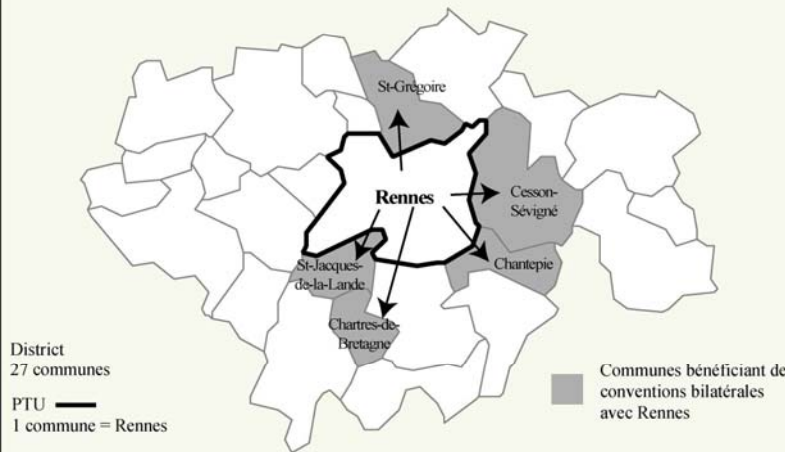 St-Grégoire
Rennes
Cesson-
Sévigné
St-Jacques-
de-la-Lande
Chantepie
Chartres-de-
Bretagne
District
27 communes
PTU
1 commune = Rennes
Communes bénéficiant de
conventions bilatérales
avec Rennes